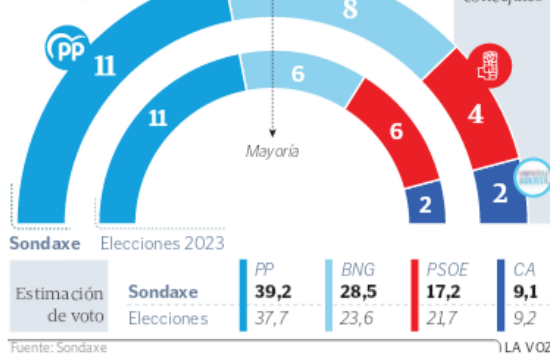 8
11
4
2
6
11
6
2
Mayoría
Sondaxe Elecciones 2023
PP BNG PSOE CA
Estimación de voto
Sondaxe 39,2 28,5 17,2 9,1
Elecciones 37,7 23,6 21,7 9,2
Fuente: Sondaxe
LA VOZ